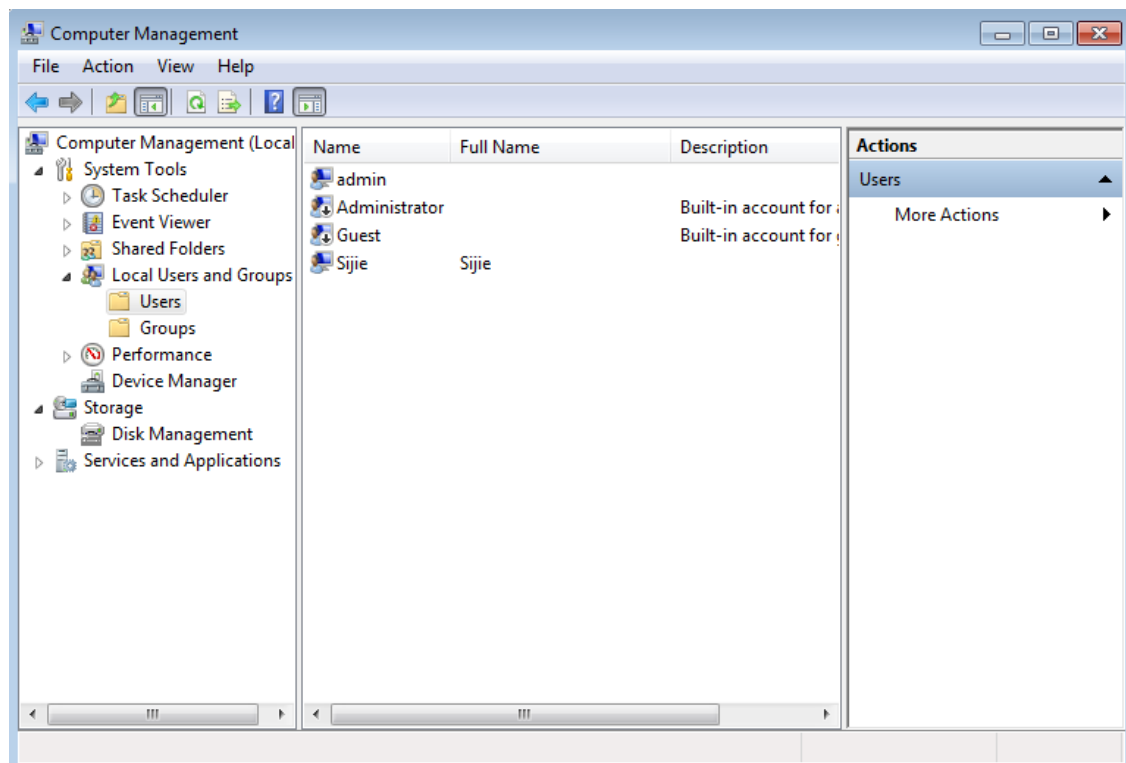 Computer Management
File Action View Help
Computer Management (Local
System Tools
Task Scheduler
Event Viewer
Shared Folders
Local Users and Groups
Users
Groups
Performance
Device Manager
Storage
Disk Management
Services and Applications
Name Full Name Description
admin
Administrator Built-in account for
Guest Built-in account for
Sijie Sijie
Actions
Users
More Actions